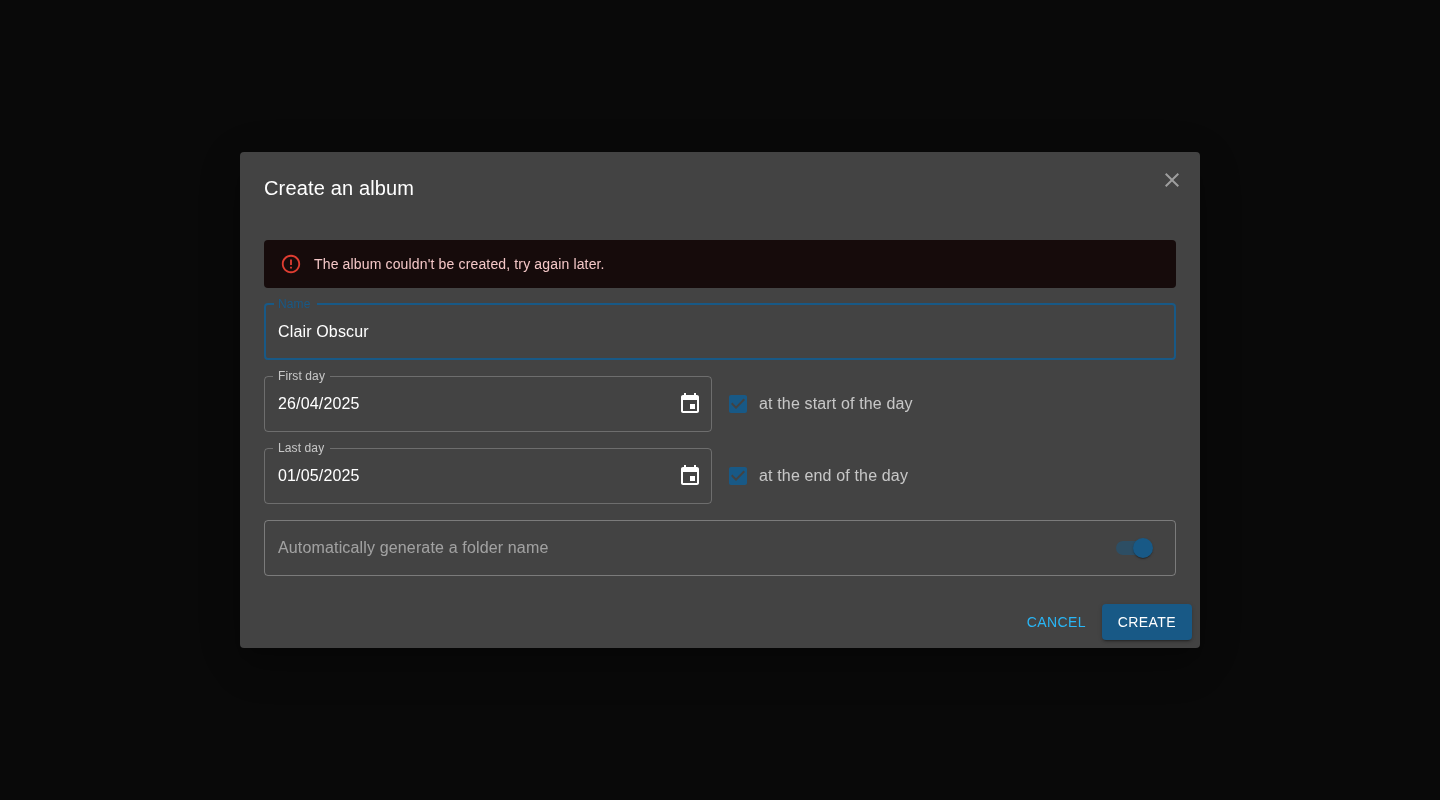 Create an album
The album couldn't be created, try again later.
Name
Clair Obscur
First day
26/04/2025
at the start of the day
Last day
01/05/2025
at the end of the day
Automatically generate a folder name
CANCEL
CREATE